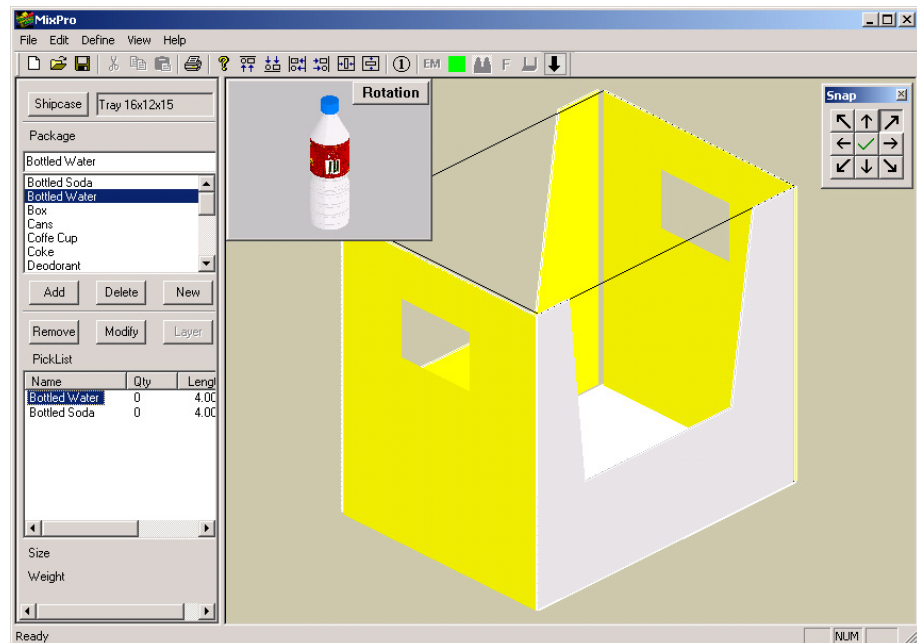 MixPro
File Edit Define View Help
EM F
Shipcase Tray 16x12x15
Package
Bottled Water
Bottled Soda
Bottled Water
Box
Cans
Coffe Cup
Coke
Deodorant
Add Delete New
Remove Modify Layer
PickList
Name Qty Lengt
Bottled Water 0 4.00
Bottled Soda 0 4.00
Size
Weight
Rotation
Snap
Ready NUM